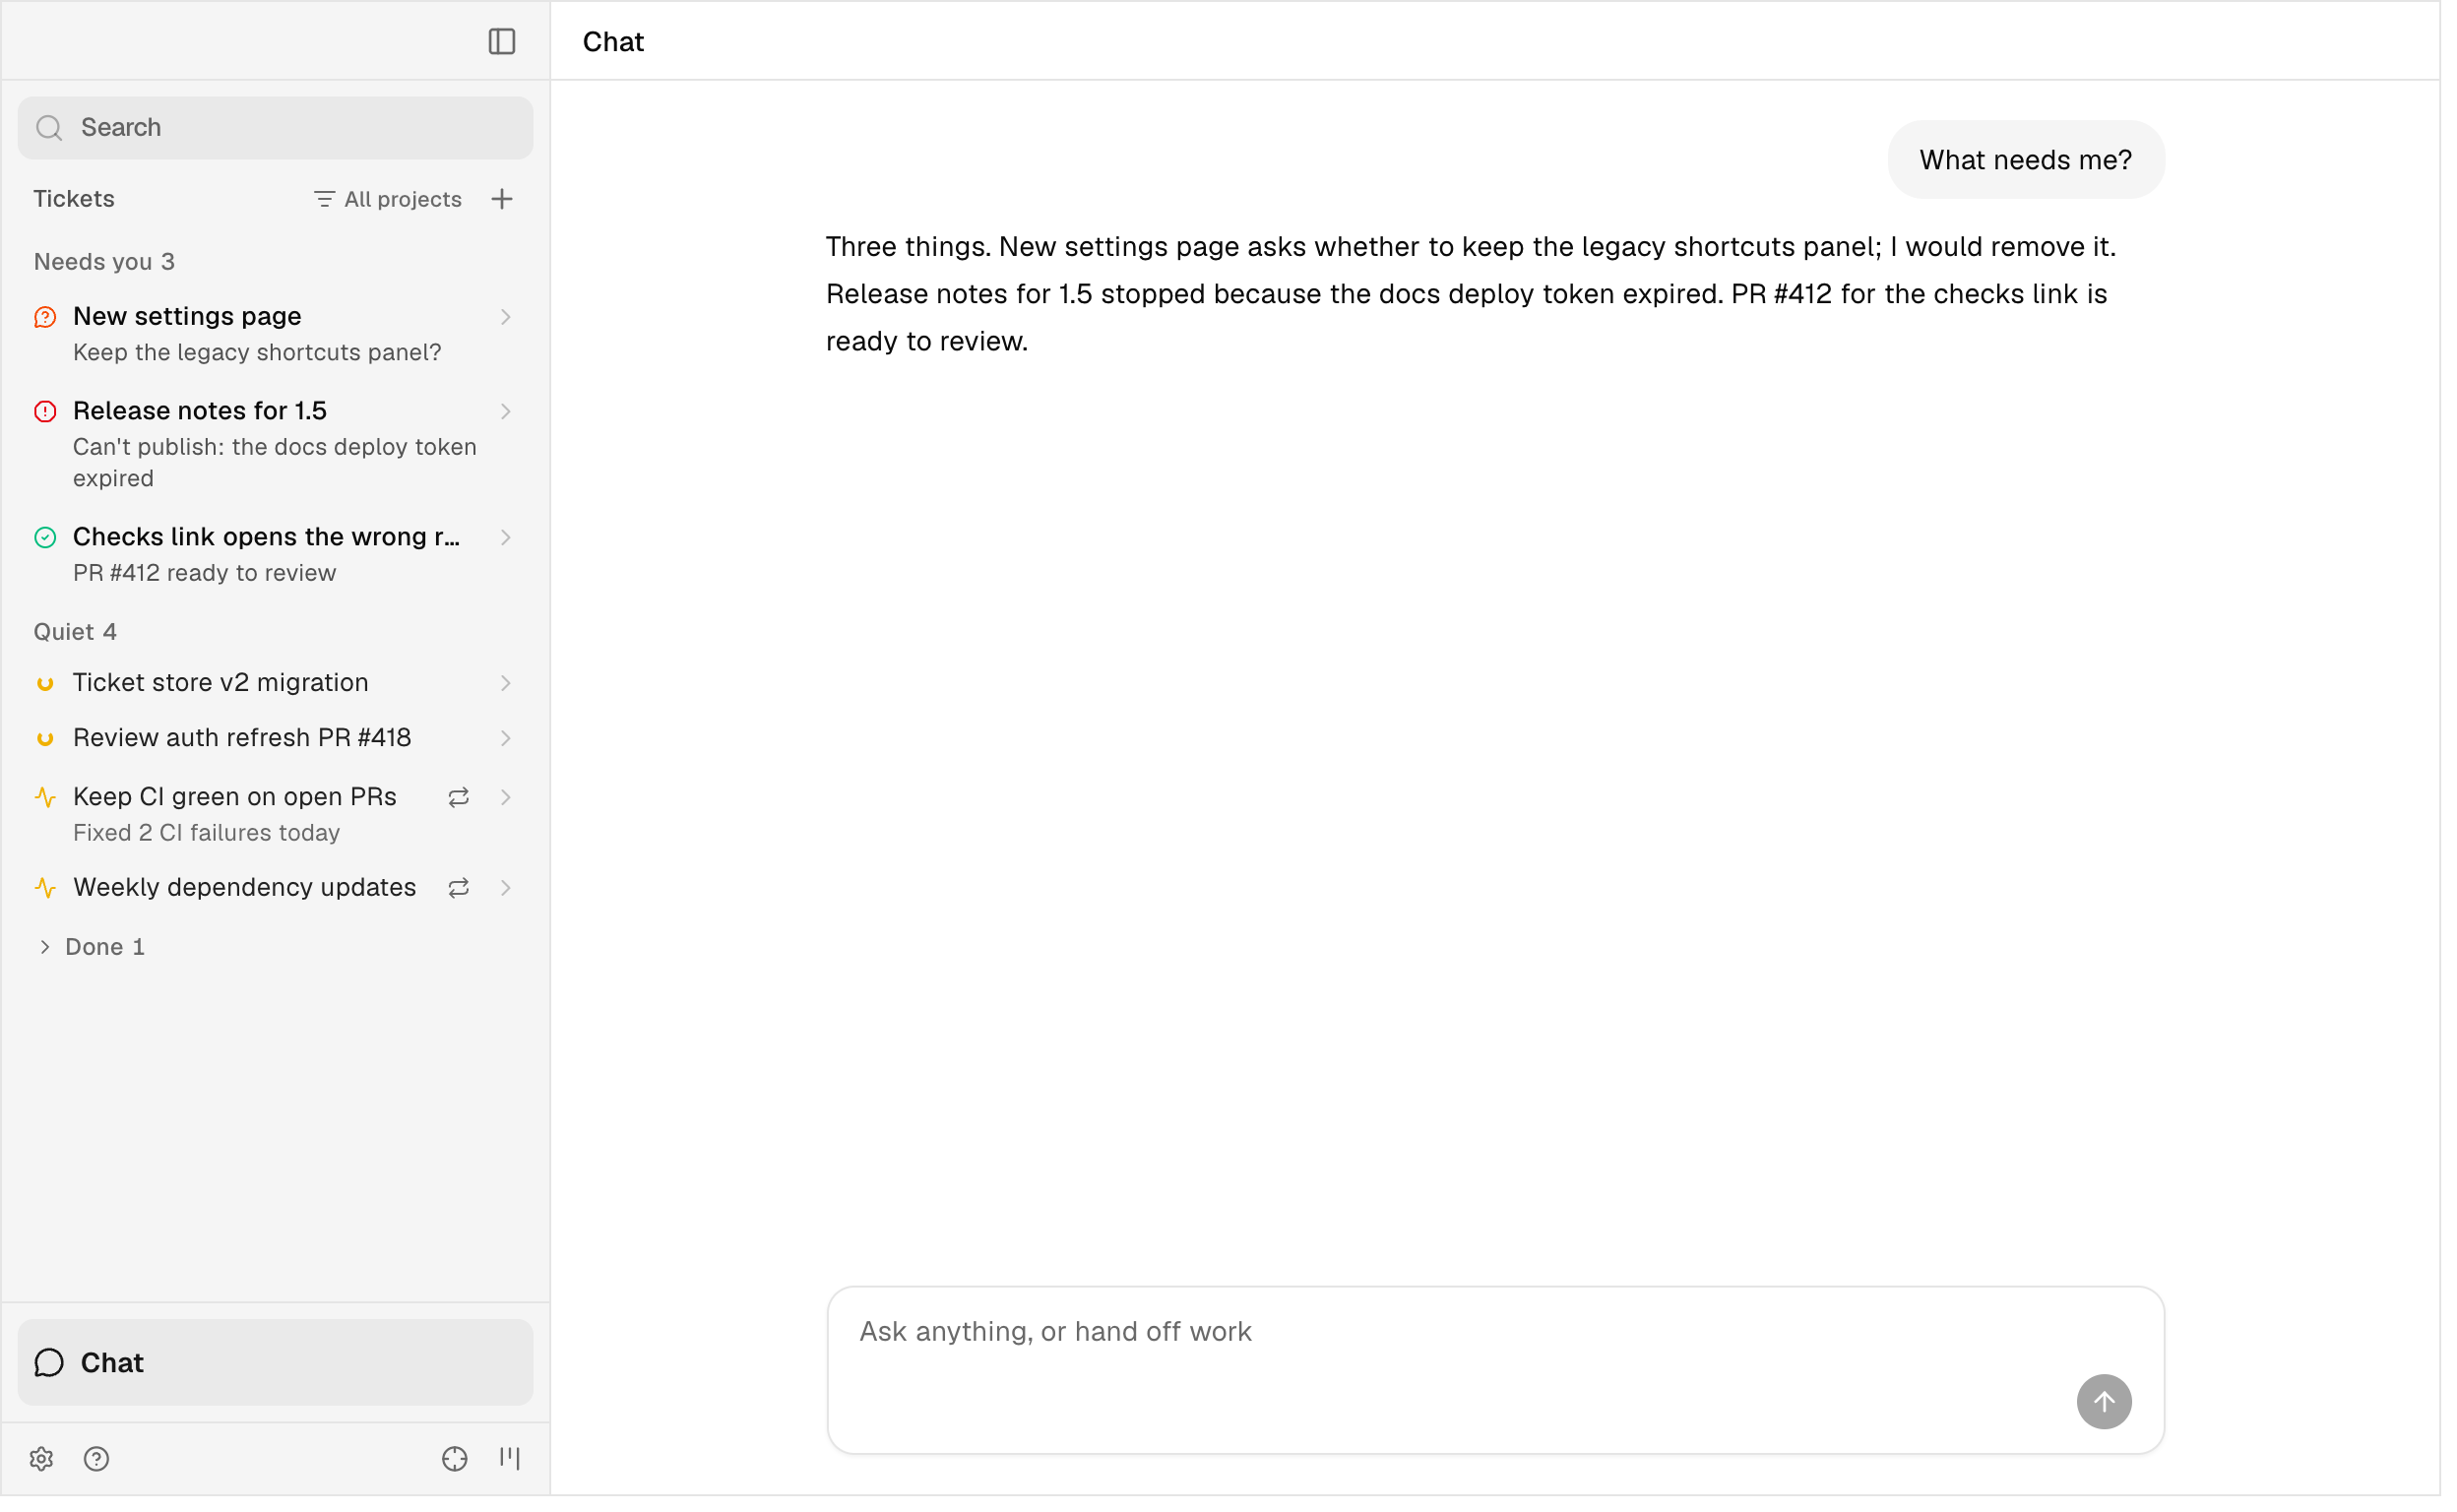 Chat
Search
Tickets
All projects
Needs you 3
New settings page
Keep the legacy shortcuts panel?
Release notes for 1.5
Can't publish: the docs deploy token
expired
Checks link opens the wrong r...
PR #412 ready to review
Quiet 4
Ticket store v2 migration
Review auth refresh PR #418
Keep CI green on open PRs
Fixed 2 CI failures today
Weekly dependency updates
Done 1
Chat
What needs me?
Three things. New settings page asks whether to keep the legacy shortcuts panel; I would remove it.
Release notes for 1.5 stopped because the docs deploy token expired. PR #412 for the checks link is
ready to review.
Ask anything, or hand off work